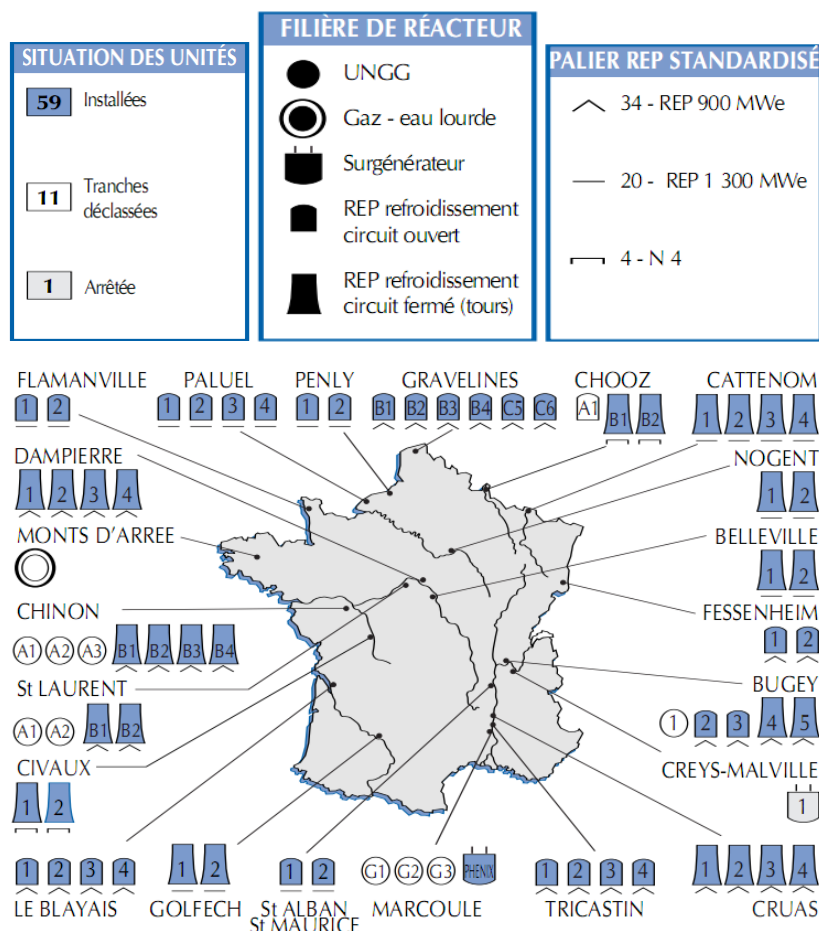 SITUATION DES UNITÉS
59 Installées
11 Tranches
déclassées
1 Arrêtée
FILIÈRE DE RÉACTEUR
UNGG
Gaz - eau lourde
Surgénérateur
REP refroidissement
circuit ouvert
REP refroidissement
circuit fermé (tours)
PALIER REP STANDARDISÉ
34 - REP 900 MWe
20 - REP 1 300 MWe
4 - N 4
FLAMANVILLE
1 2
PALUEL
1 2 3 4
PENLY
1 2
GRAVELINES
B1 B2 B3 B4 C5 C6
CHOOZ
A1 B1 B2
CATTENOM
1 2 3 4
DAMPIERRE
1 2 3 4
NOGENT
1 2
MONTS D'ARREE
BELLEVILLE
1 2
CHINON
A1 A2 A3 B1 B2 B3 B4
FESSENHEIM
1 2
St LAURENT
A1 A2 B1 B2
BUGEY
1 2 3 4 5
CIVAUX
1 2
CREYS-MALVILLE
1
1 2 3 4
LE BLAYAIS
1 2
GOLFECH
1 2
St ALBAN
St MAURICE
G1 G2 G3 PHENIX
MARCOULE
1 2 3 4
TRICASTIN
1 2 3 4
CRUAS